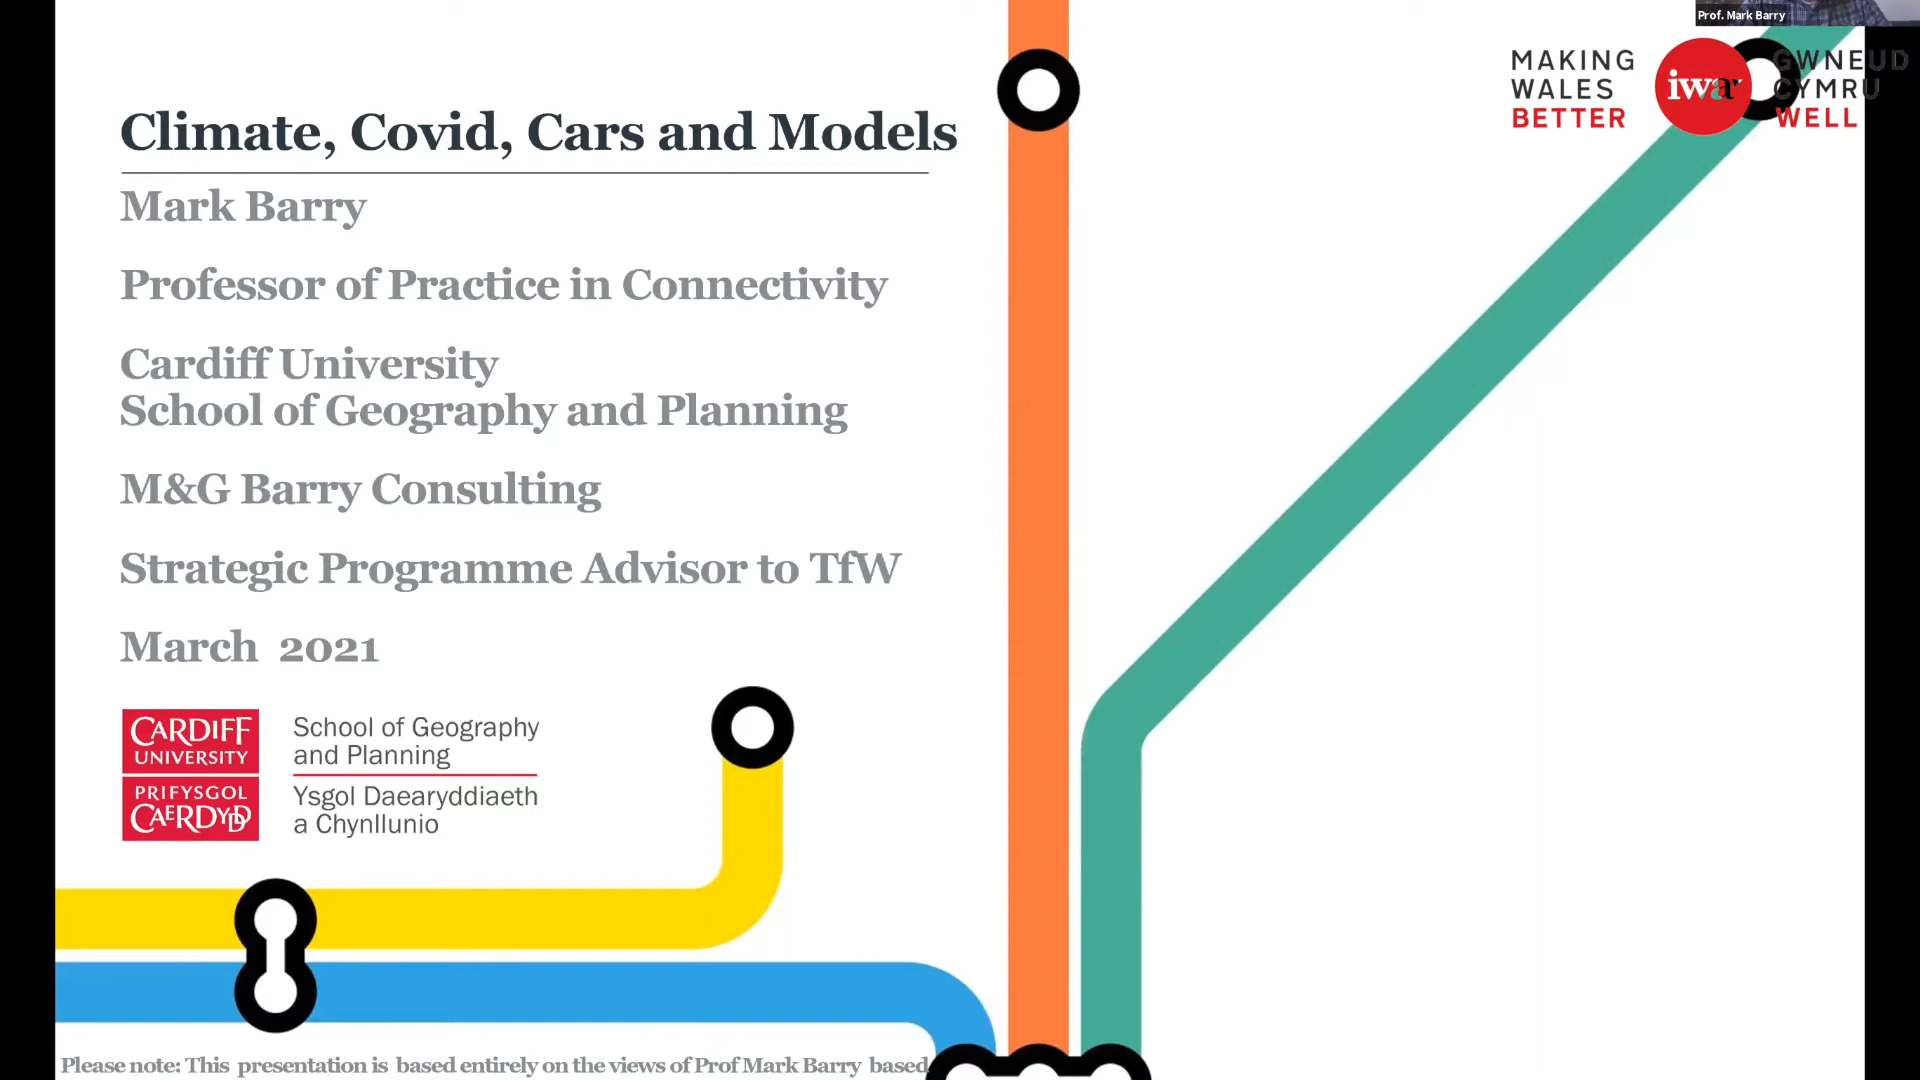 Prof. Mark Barry
MAKING
WALES
BETTER
iwa
GWNEUD
CYMRU
WELL
Climate, Covid, Cars and Models
Mark Barry
Professor of Practice in Connectivity
Cardiff University
School of Geography and Planning
M&G Barry Consulting
Strategic Programme Advisor to TfW
March 2021
CARDIFF
UNIVERSITY
PRIFYSGOL
CAERDYDD
School of Geography
and Planning
Ysgol Daearyddiaeth
a Chynllunio
Please note: This presentation is based entirely on the views of Prof Mark Barry based